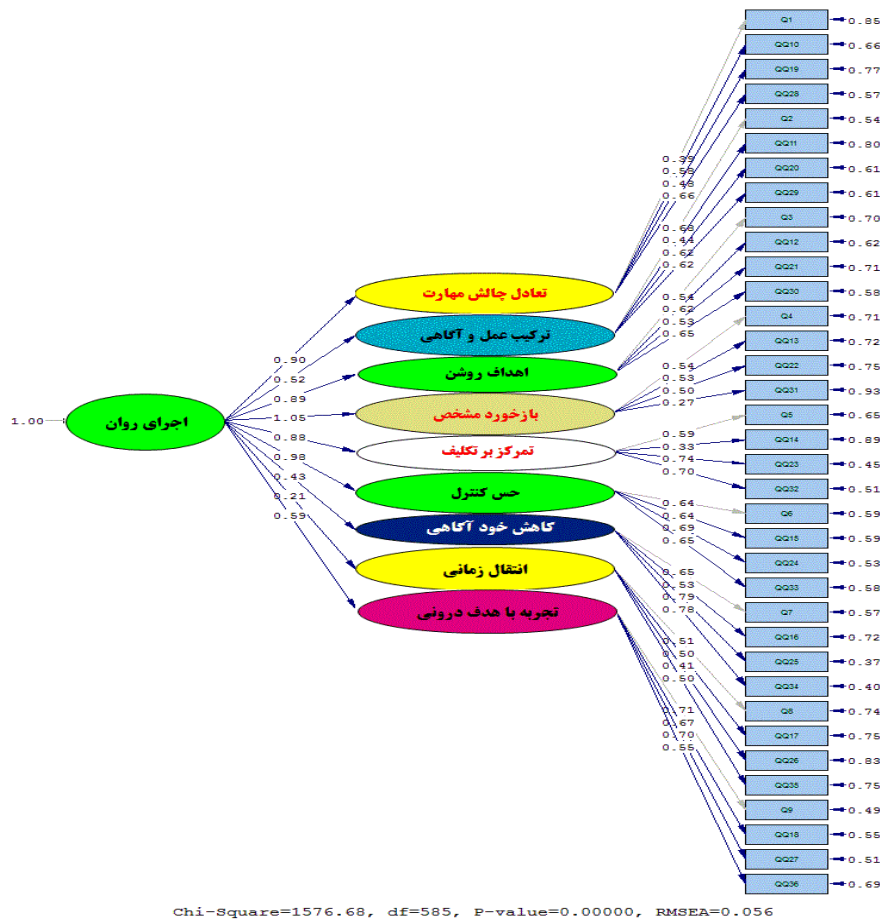 Q1 0.85
QQ10 0.66
QQ19 0.77
QQ28 0.57
Q2 0.54
QQ11 0.80
QQ20 0.61
QQ29 0.61
Q3 0.70
QQ12 0.62
QQ21 0.71
QQ30 0.58
Q4 0.71
QQ13 0.72
QQ22 0.75
QQ31 0.93
Q5 0.65
QQ14 0.89
QQ23 0.45
QQ32 0.51
Q6 0.59
QQ15 0.59
QQ24 0.53
QQ33 0.58
Q7 0.57
QQ16 0.72
QQ25 0.37
QQ34 0.40
Q8 0.74
QQ17 0.75
QQ26 0.83
QQ35 0.75
Q9 0.49
QQ18 0.55
QQ27 0.51
QQ36 0.69
0.39
0.58
0.48
0.66
0.68
0.44
0.62
0.62
0.54
0.62
0.53
0.65
0.54
0.53
0.50
0.27
0.59
0.33
0.74
0.70
0.64
0.64
0.69
0.65
0.65
0.53
0.79
0.78
0.51
0.50
0.41
0.50
0.71
0.67
0.70
0.55
تعادل چالش مهارت
ترکیب عمل و آگاهی
اهداف روشن
بازخورد مشخص
تمرکز بر تکلیف
حس کنترل
کاهش خود آگاهی
انتقال زمانی
تجربه با هدف درونی
0.90
0.52
0.89
1.05
0.88
0.98
0.43
0.21
0.59
1.00
اجرای روان
Chi-Square=1576.68, df=585, P-value=0.00000, RMSEA=0.056